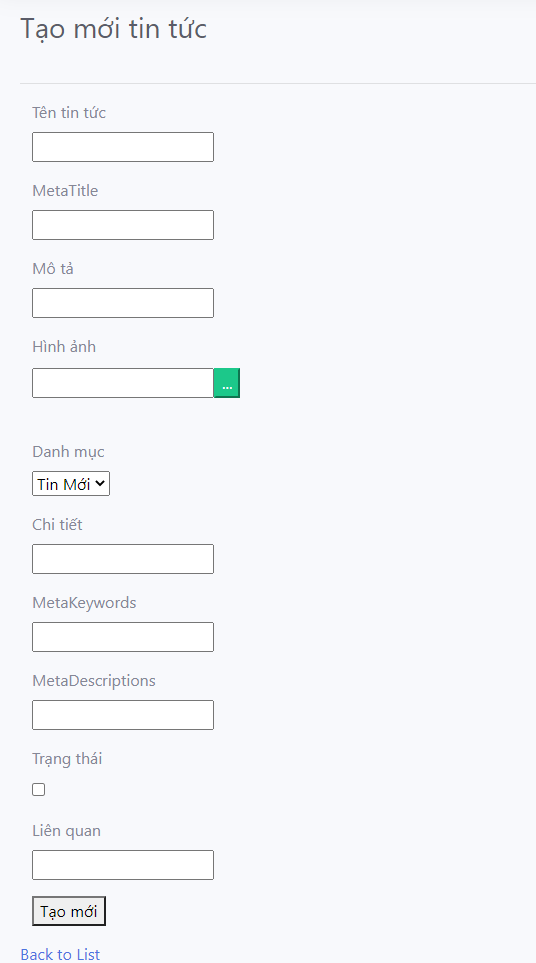 Tạo mới tin tức
Tên tin tức
MetaTitle
Mô tả
Hình ảnh
...
Danh mục
Tin Mới
Chi tiết
MetaKeywords
MetaDescriptions
Trạng thái
Liên quan
Tạo mới
Back to List